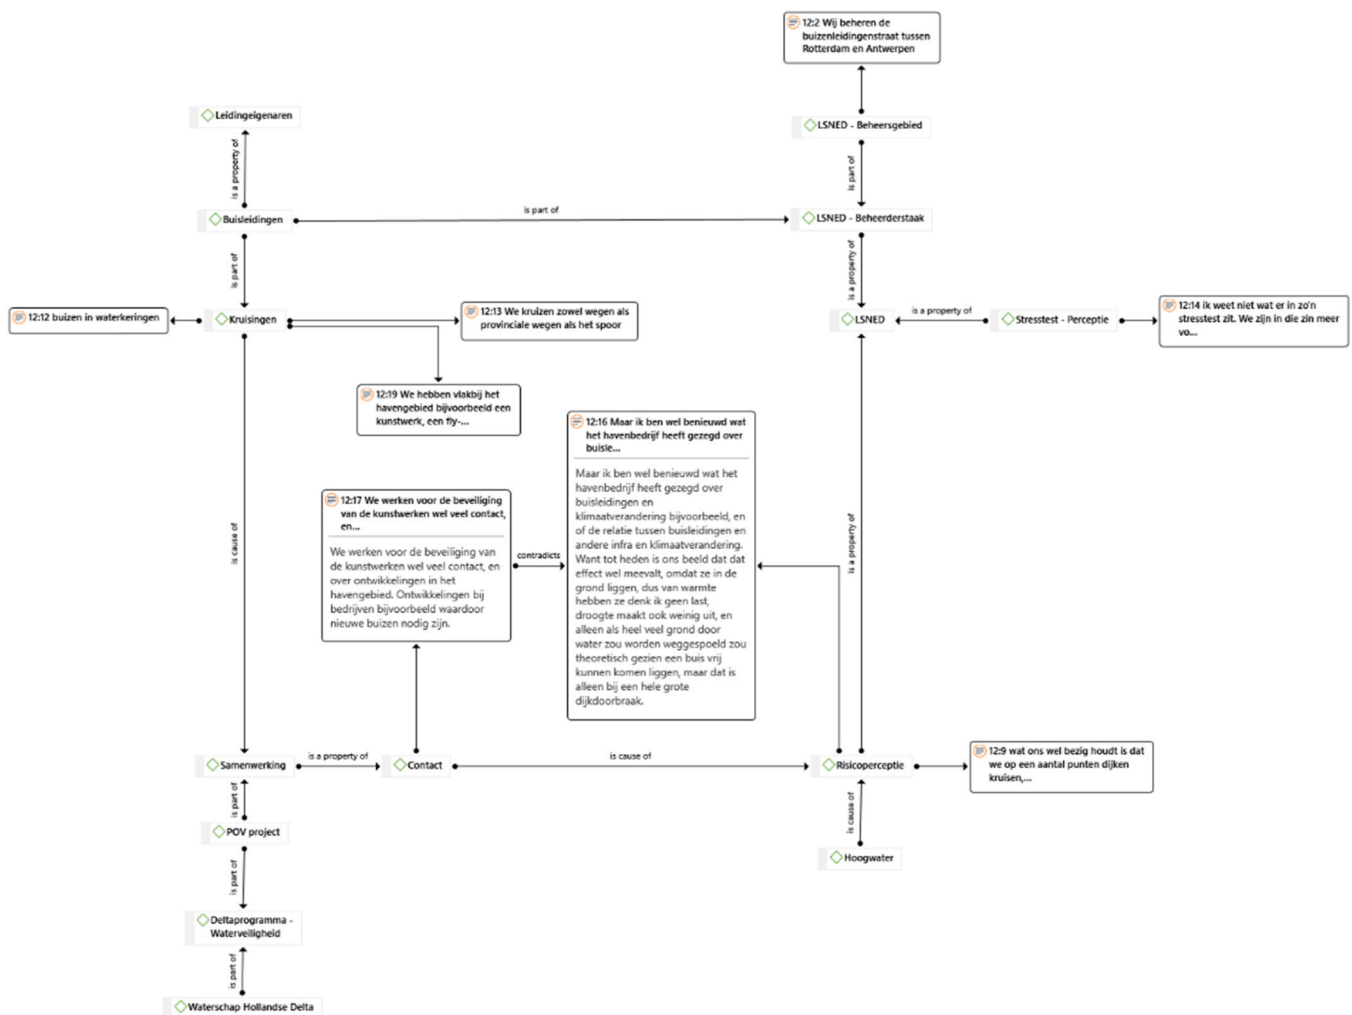 12:2 Wij beheren de
buizenleidingenstraat tussen
Rotterdam en Antwerpen
Leidingeigenaren
LSNED - Beheersgebied
is a property of
is part of
Buisleidingen
is part of
LSNED - Beheerderstaak
is part of
is a property of
12:12 buizen in waterkeringen
Kruisingen
12:13 We kruizen zowel wegen als
provinciale wegen als het spoor
LSNED
is a property of
Stresstest - Perceptie
12:14 ik weet niet wat er in zo'n
stresstest zit. We zijn in die zin meer
vo...
12:19 We hebben vlakbij het
havengebied bijvoorbeeld een
kunstwerk, een fly-...
12:16 Maar ik ben wel benieuwd wat
het havenbedrijf heeft gezegd over
buisle...
Maar ik ben wel benieuwd wat het
havenbedrijf heeft gezegd over
buisleidingen en
klimaatverandering bijvoorbeeld, en
of de relatie tussen buisleidingen en
andere infra en klimaatverandering.
Want tot heden is ons beeld dat dat
effect wel meevalt, omdat ze in de
grond liggen, dus van warmte
hebben ze denk ik geen last,
droogte maakt ook weinig uit, en
alleen als heel veel grond door
water zou worden weggespoeld zou
theoretisch gezien een buis vrij
kunnen komen liggen, maar dat is
alleen bij een hele grote
dijkdoorbraak.
12:17 We werken voor de beveiliging
van de kunstwerken wel veel contact,
en...
We werken voor de beveiliging van
de kunstwerken wel veel contact, en
over ontwikkelingen in het
havengebied. Ontwikkelingen bij
bedrijven bijvoorbeeld waardoor
nieuwe buizen nodig zijn.
contradicts
is cause of
is a property of
Samenwerking
is a property of
Contact
is cause of
Risicoperceptie
12:9 wat ons wel bezig houdt is dat
we op een aantal punten dijken
kruisen,...
is part of
is cause of
POV project
Hoogwater
is part of
Deltaprogramma -
Waterveiligheid
is part of
Waterschap Hollandse Delta